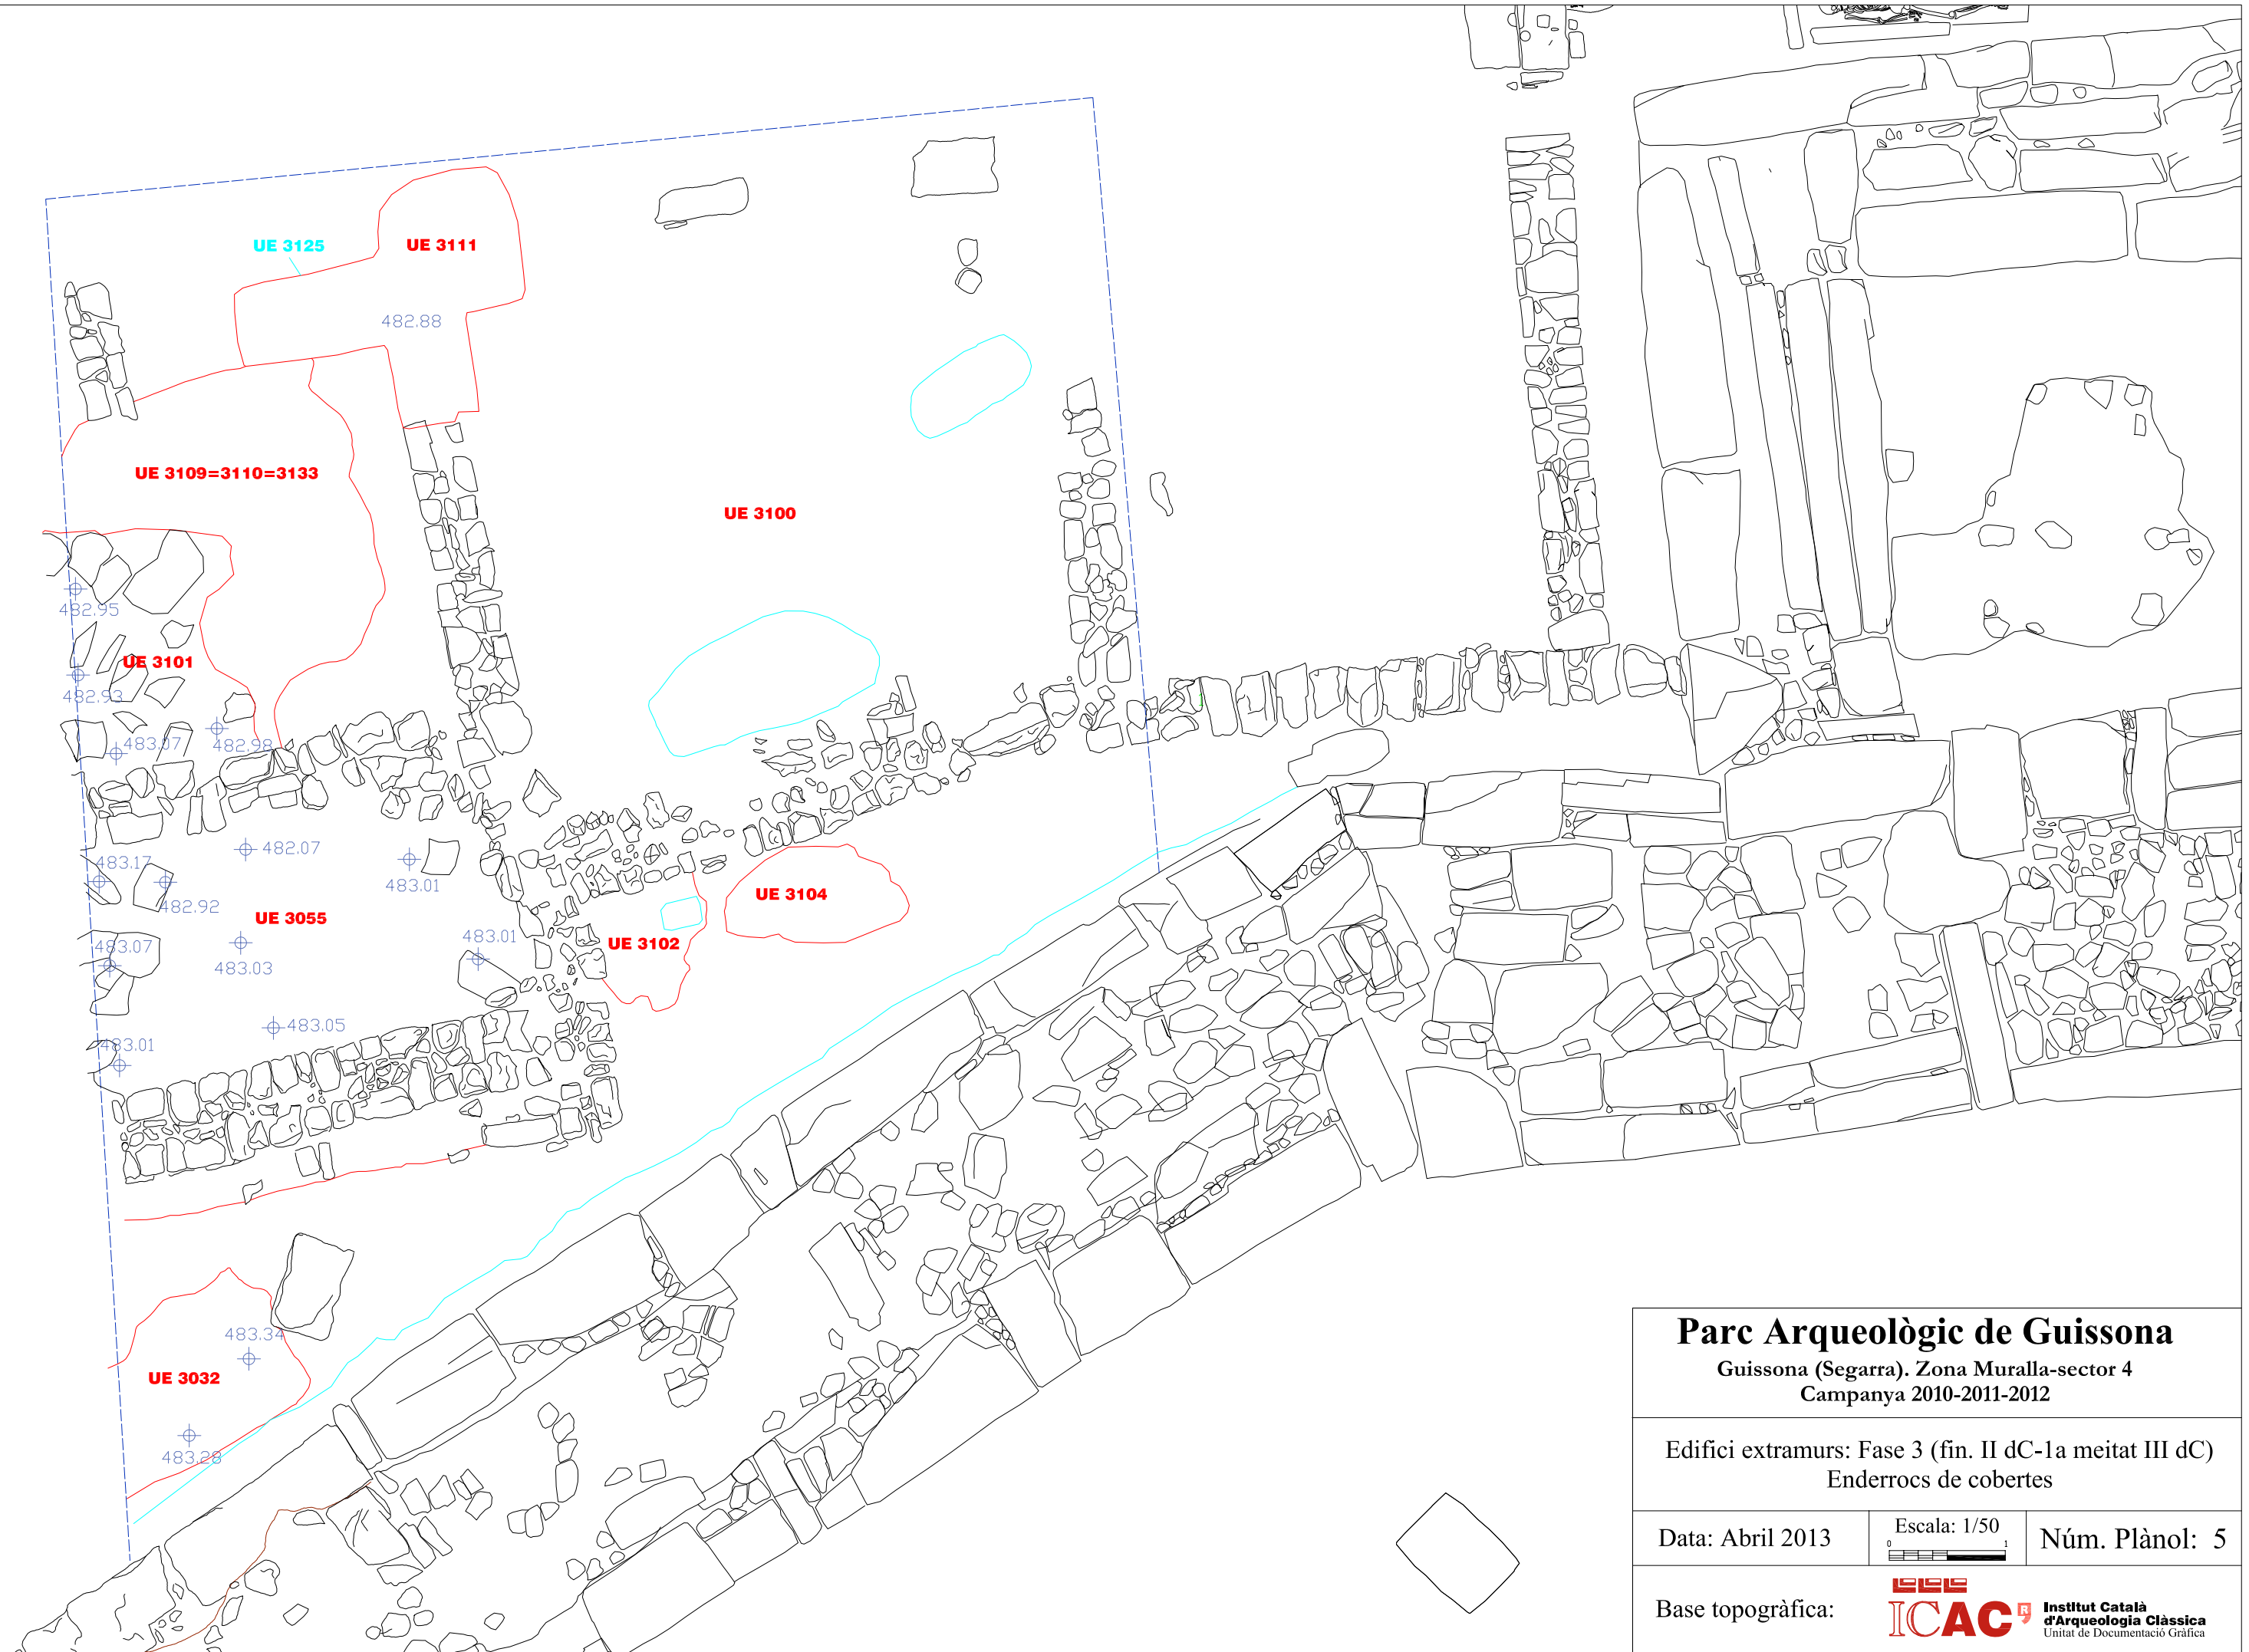 UE 3125
UE 3111
482.88
UE 3109=3110=3133
UE 3100
482.95
UE 3101
482.93
483.07
482.98
482.07
483.17
483.01
482.92
UE 3055
UE 3104
483.07
483.01
UE 3102
483.03
483.05
483.01
483.34
UE 3032
483.28
Parc Arqueològic de Guissona
Guissona (Segarra). Zona Muralla-sector 4
Campanya 2010-2011-2012
Edifici extramurs: Fase 3 (fin. II dC-1a meitat III dC)
Enderrocs de cobertes
Data: Abril 2013
Escala: 1/50
0 1
Núm. Plànol: 5
Base topogràfica:
ICAC R
Institut Català
d'Arqueologia Clàssica
Unitat de Documentació Gràfica